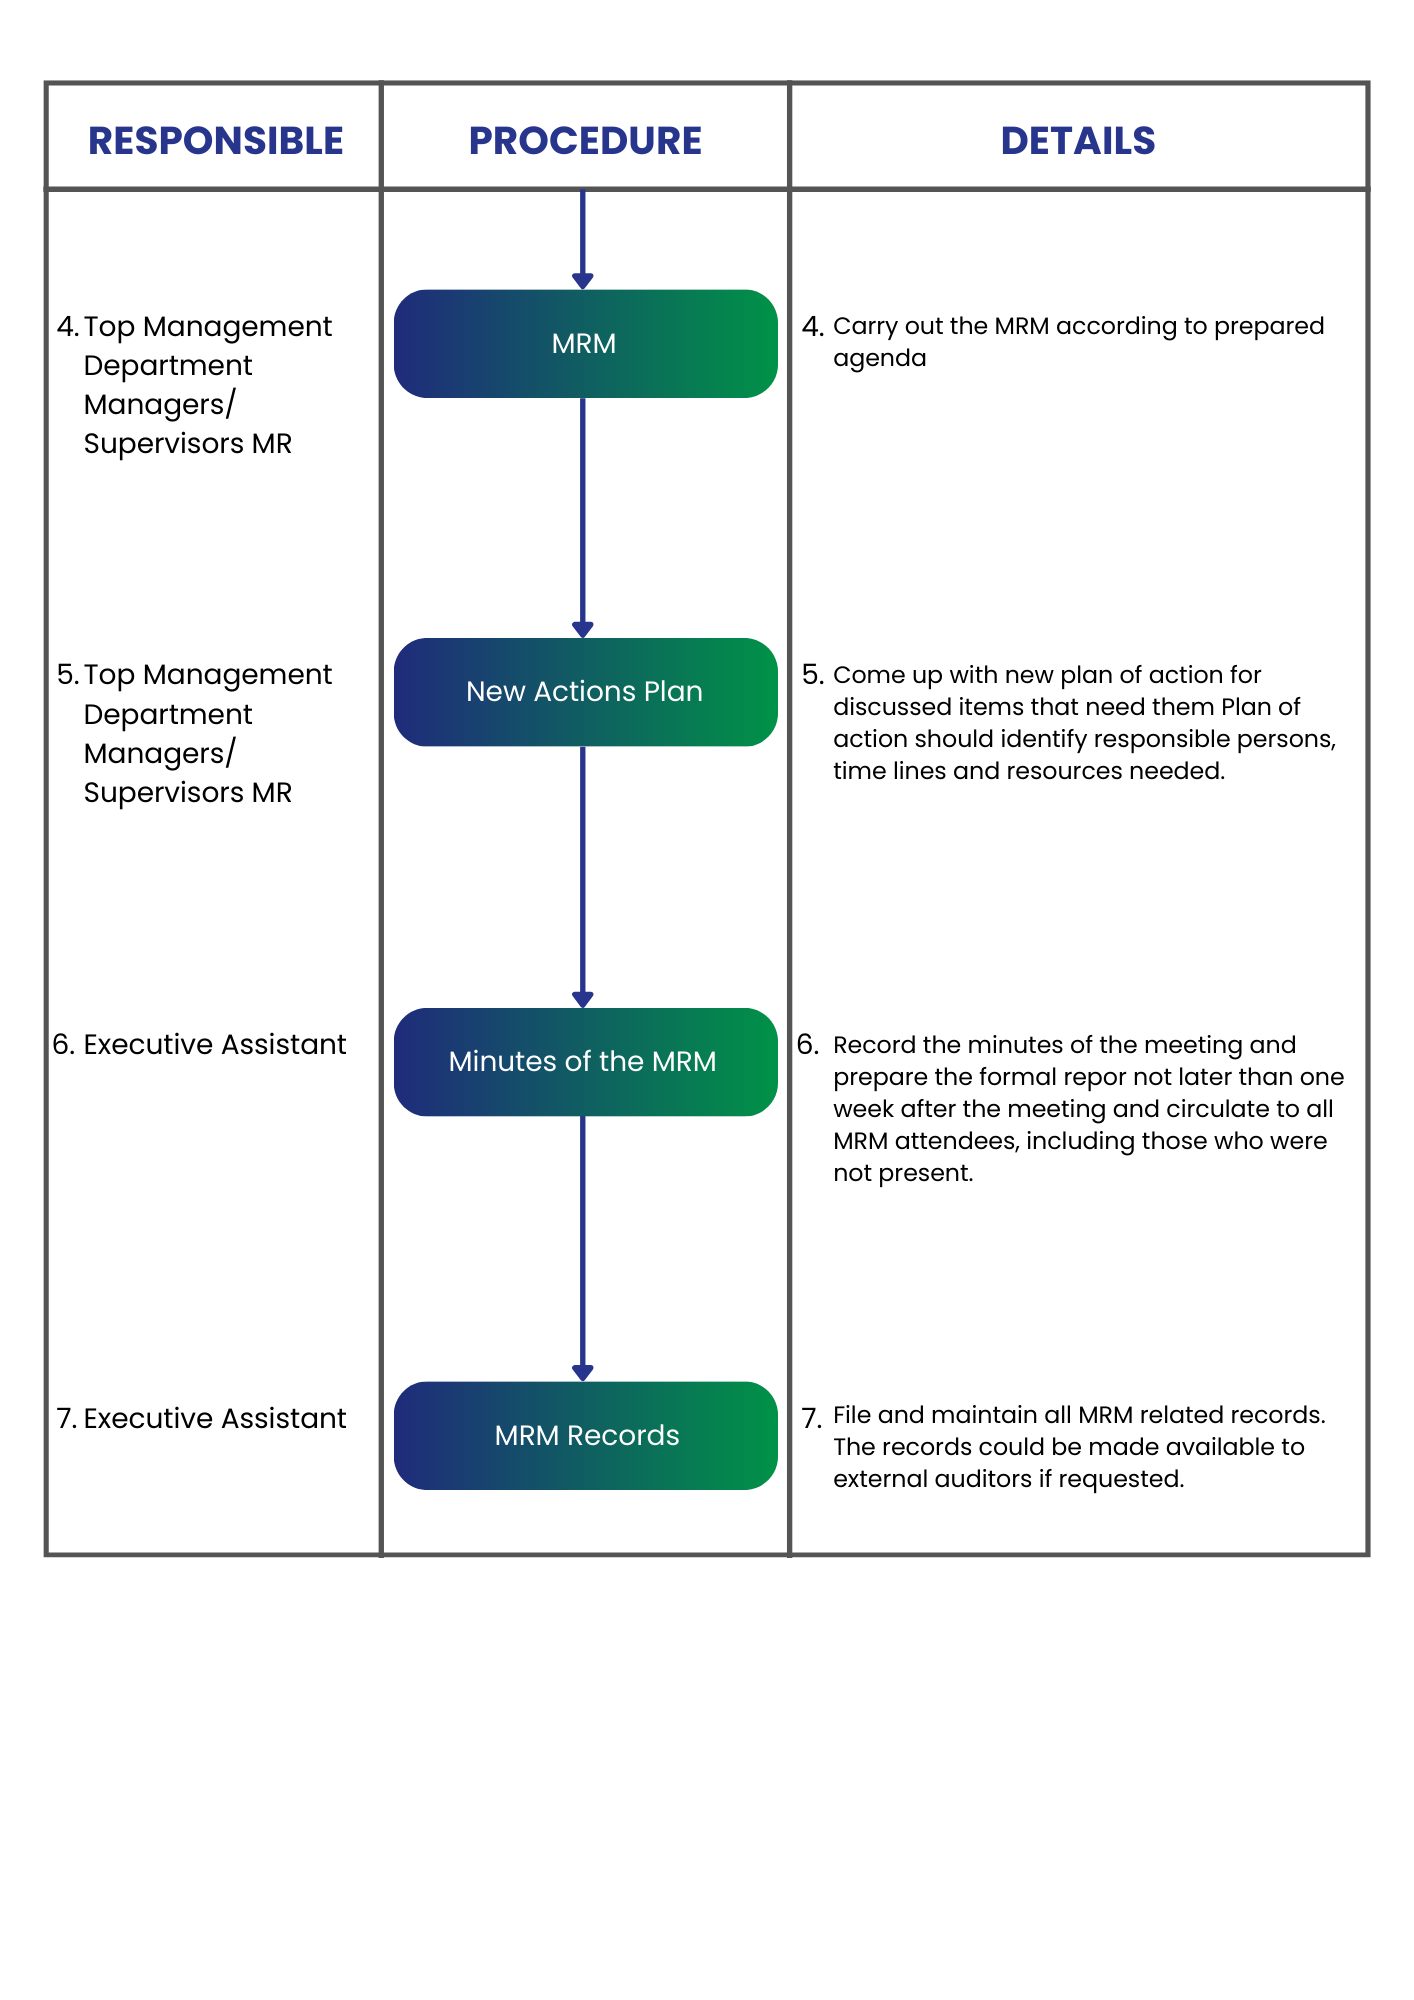 RESPONSIBLE
PROCEDURE
DETAILS
4. Top Management
Department
Managers/
Supervisors MR
MRM
4. Carry out the MRM according to prepared
agenda
5. Top Management
Department
Managers/
Supervisors MR
New Actions Plan
5. Come up with new plan of action for
discussed items that need them Plan of
action should identify responsible persons,
time lines and resources needed.
6. Executive Assistant
Minutes of the MRM
6. Record the minutes of the meeting and
prepare the formal repor not later than one
week after the meeting and circulate to all
MRM attendees, including those who were
not present.
7. Executive Assistant
MRM Records
7. File and maintain all MRM related records.
The records could be made available to
external auditors if requested.